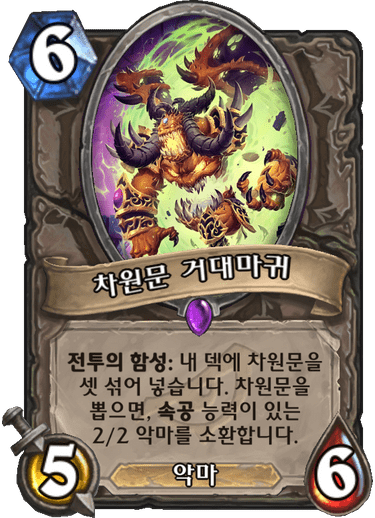 6
차원문 거대마귀
전투의 함성: 내 덱에 차원문을
셋 섞어 넣습니다. 차원문을
뽑으면, 속공 능력이 있는
2/2 악마를 소환합니다.
5
악마
6